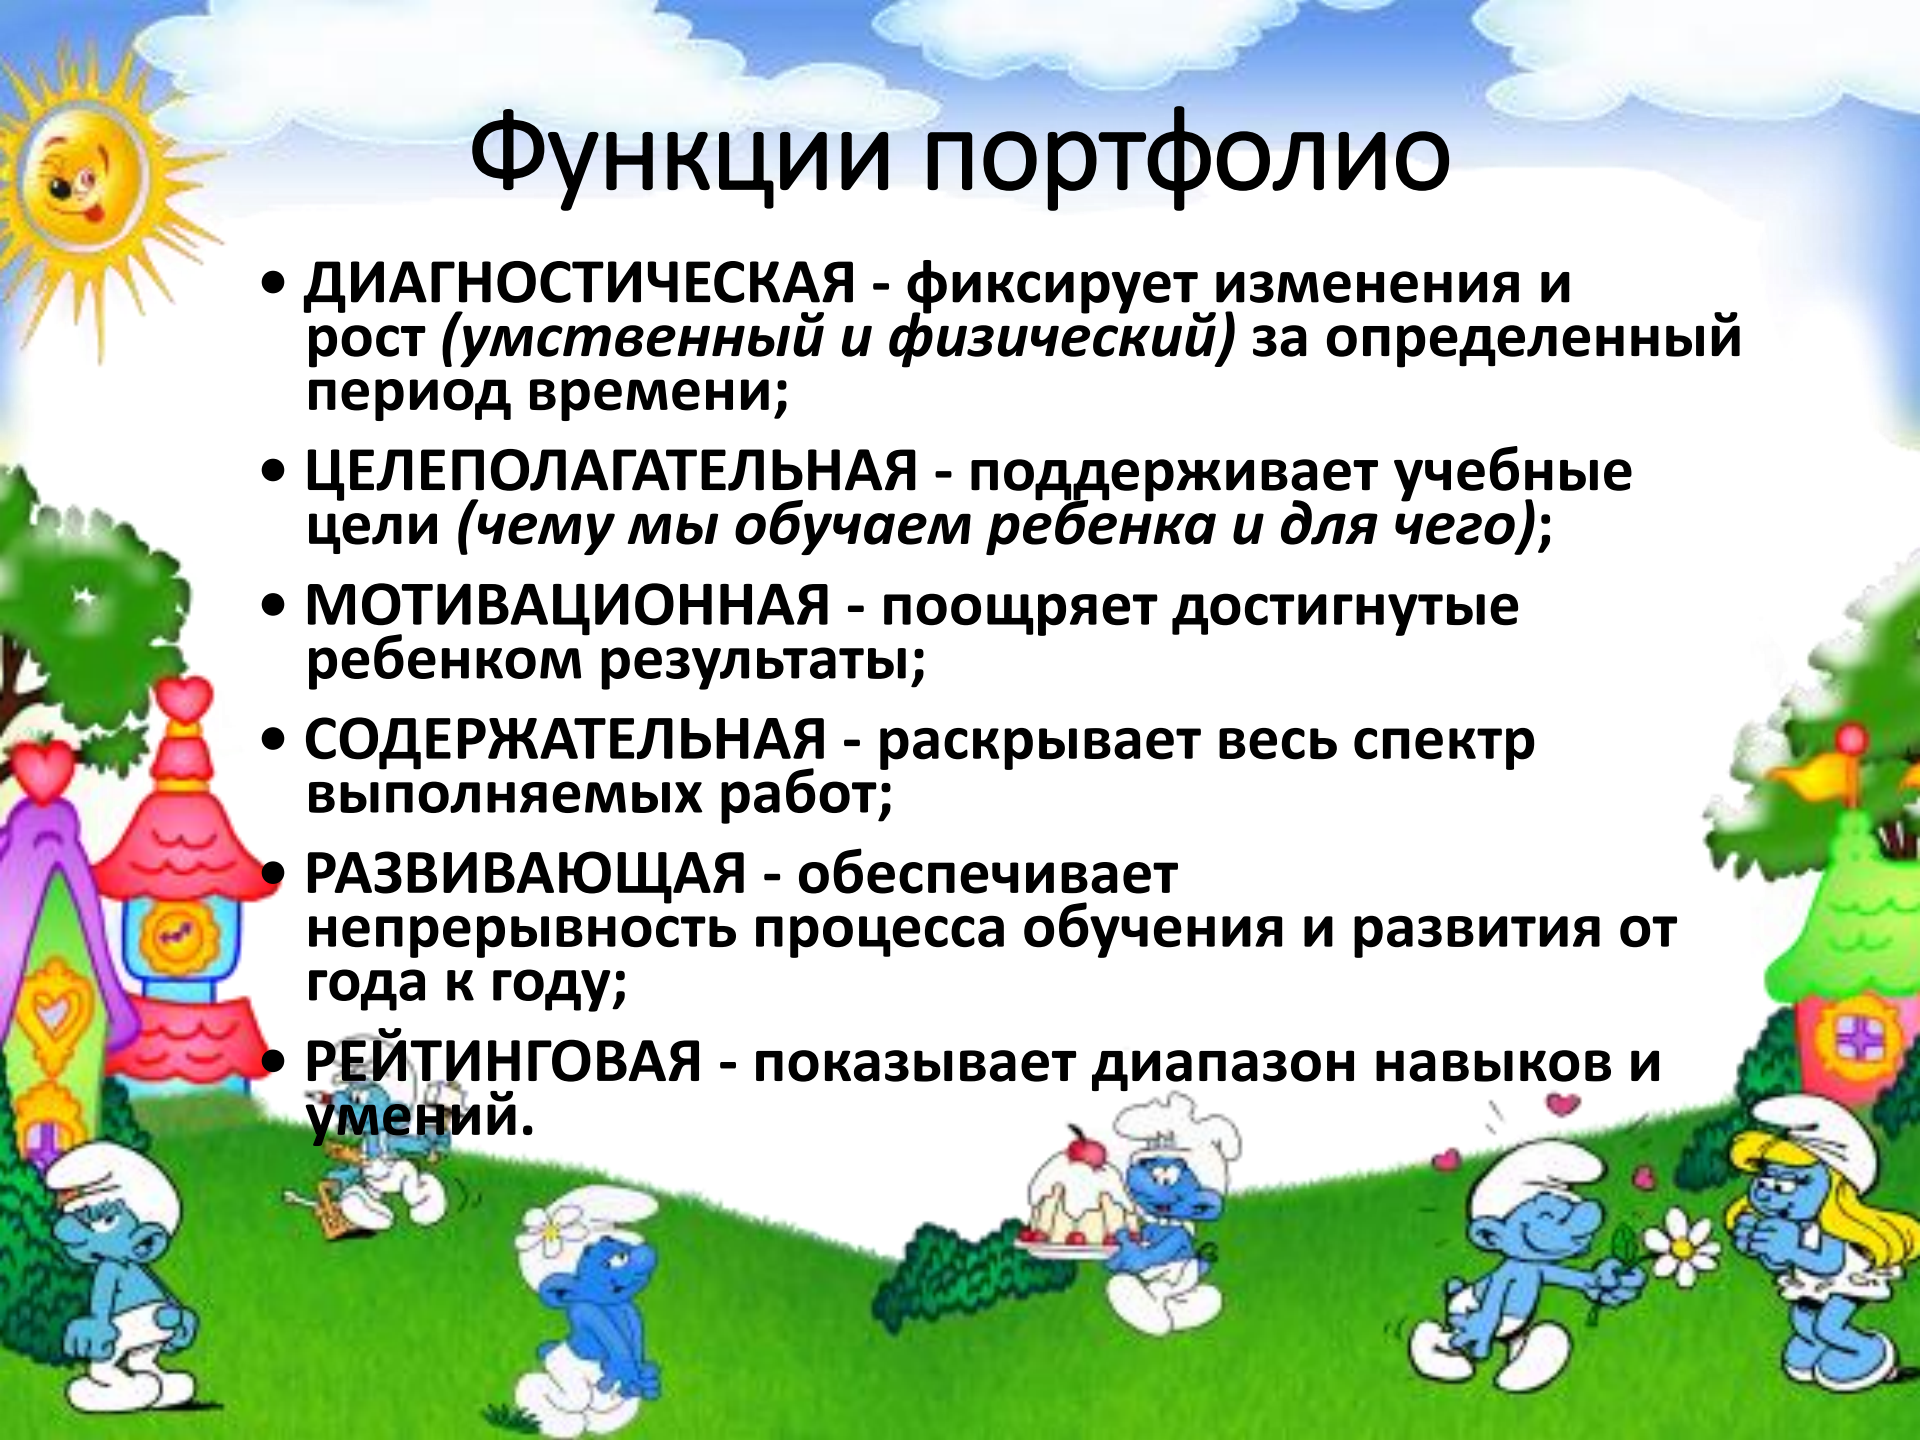 Функции портфолио
• ДИАГНОСТИЧЕСКАЯ - фиксирует изменения и
рост (умственный и физический) за определенный
период времени;
• ЦЕЛЕПОЛАГАТЕЛЬНАЯ - поддерживает учебные
цели (чему мы обучаем ребенка и для чего);
• МОТИВАЦИОННАЯ - поощряет достигнутые
ребенком результаты;
• СОДЕРЖАТЕЛЬНАЯ - раскрывает весь спектр
выполняемых работ;
• РАЗВИВАЮЩАЯ - обеспечивает
непрерывность процесса обучения и развития от
года к году;
• РЕЙТИНГОВАЯ - показывает диапазон навыков и
умений.